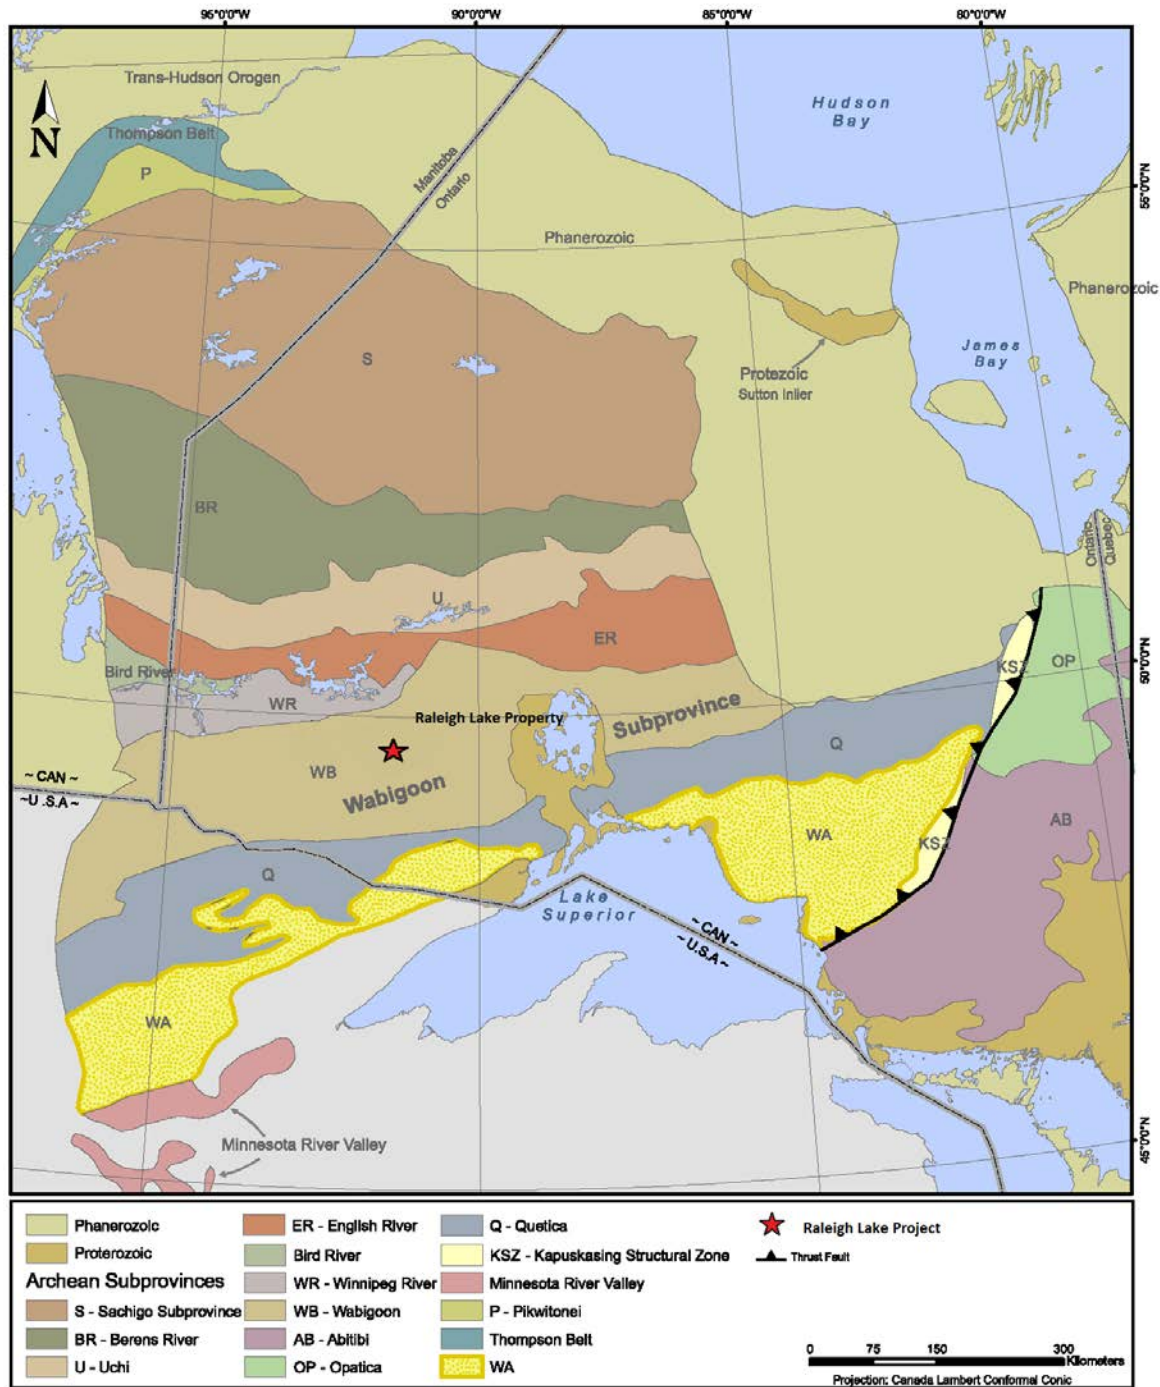 95°0'0"W 90°0'0"W 85°0'0"W 80°0'0"W
Trans-Hudson Orogen
Hudson
Bay
N
Thompson Belt
P
Manitoba
Ontario
55°0'0"N
Phanerozoic
Phanerozoic
S
James
Bay
Protezoic
Sutton Inlier
BR
Ontario
Quebec
U
ER
50°0'0"N
KSZ
OP
Bird River
WR
Raleigh Lake Property
Subprovince
Q
WB
Wabigoon
~ CAN ~
~U .S.A ~
WA
AB
KSZ
Q
Lake
Superior
~ CAN ~
~ U.S.A ~
WA
45°0'0"N
Minnesota River Valley
Phanerozoic
Proterozoic
Archean Subprovinces
S - Sachigo Subprovince
BR - Berens River
U - Uchi
ER - English River
Bird River
WR - Winnipeg River
WB - Wabigoon
AB - Abitibi
OP - Opatica
Q - Quetica
KSZ - Kapuskasing Structural Zone
Minnesota River Valley
P - Pikwitonei
Thompson Belt
WA
Raleigh Lake Project
Thrust Fault
0 75 150 300
Kilometers
Projection: Canada Lambert Conformal Conic